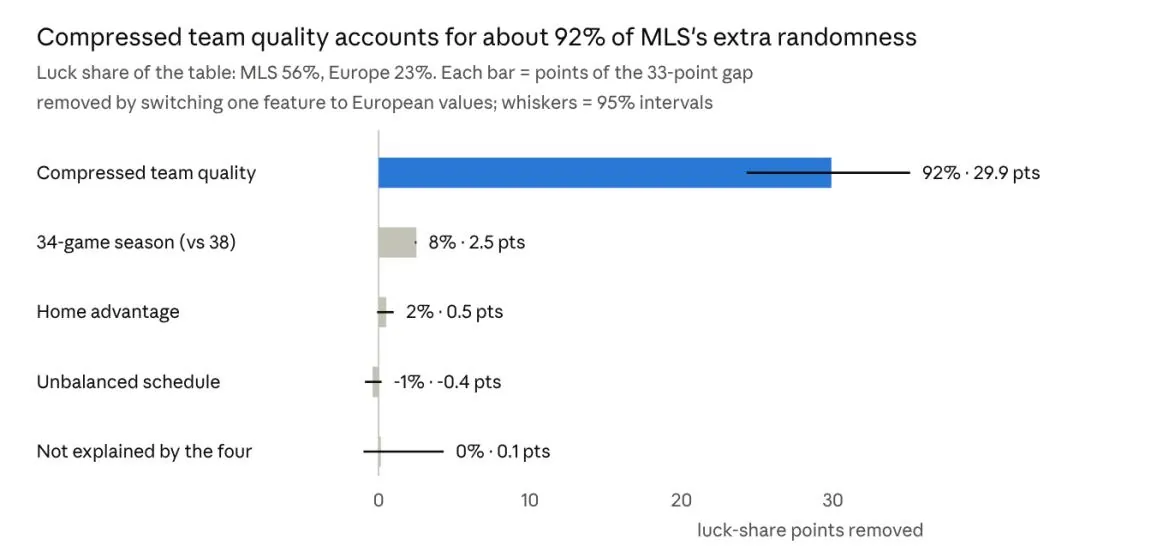 Compressed team quality accounts for about 92% of MLS's extra randomness
Luck share of the table: MLS 56%, Europe 23%. Each bar = points of the 33-point gap
removed by switching one feature to European values; whiskers = 95% intervals
Compressed team quality 92% · 29.9 pts
34-game season (vs 38) 8% · 2.5 pts
Home advantage 2% · 0.5 pts
Unbalanced schedule -1% · -0.4 pts
Not explained by the four 0% · 0.1 pts
0 10 20 30
luck-share points removed